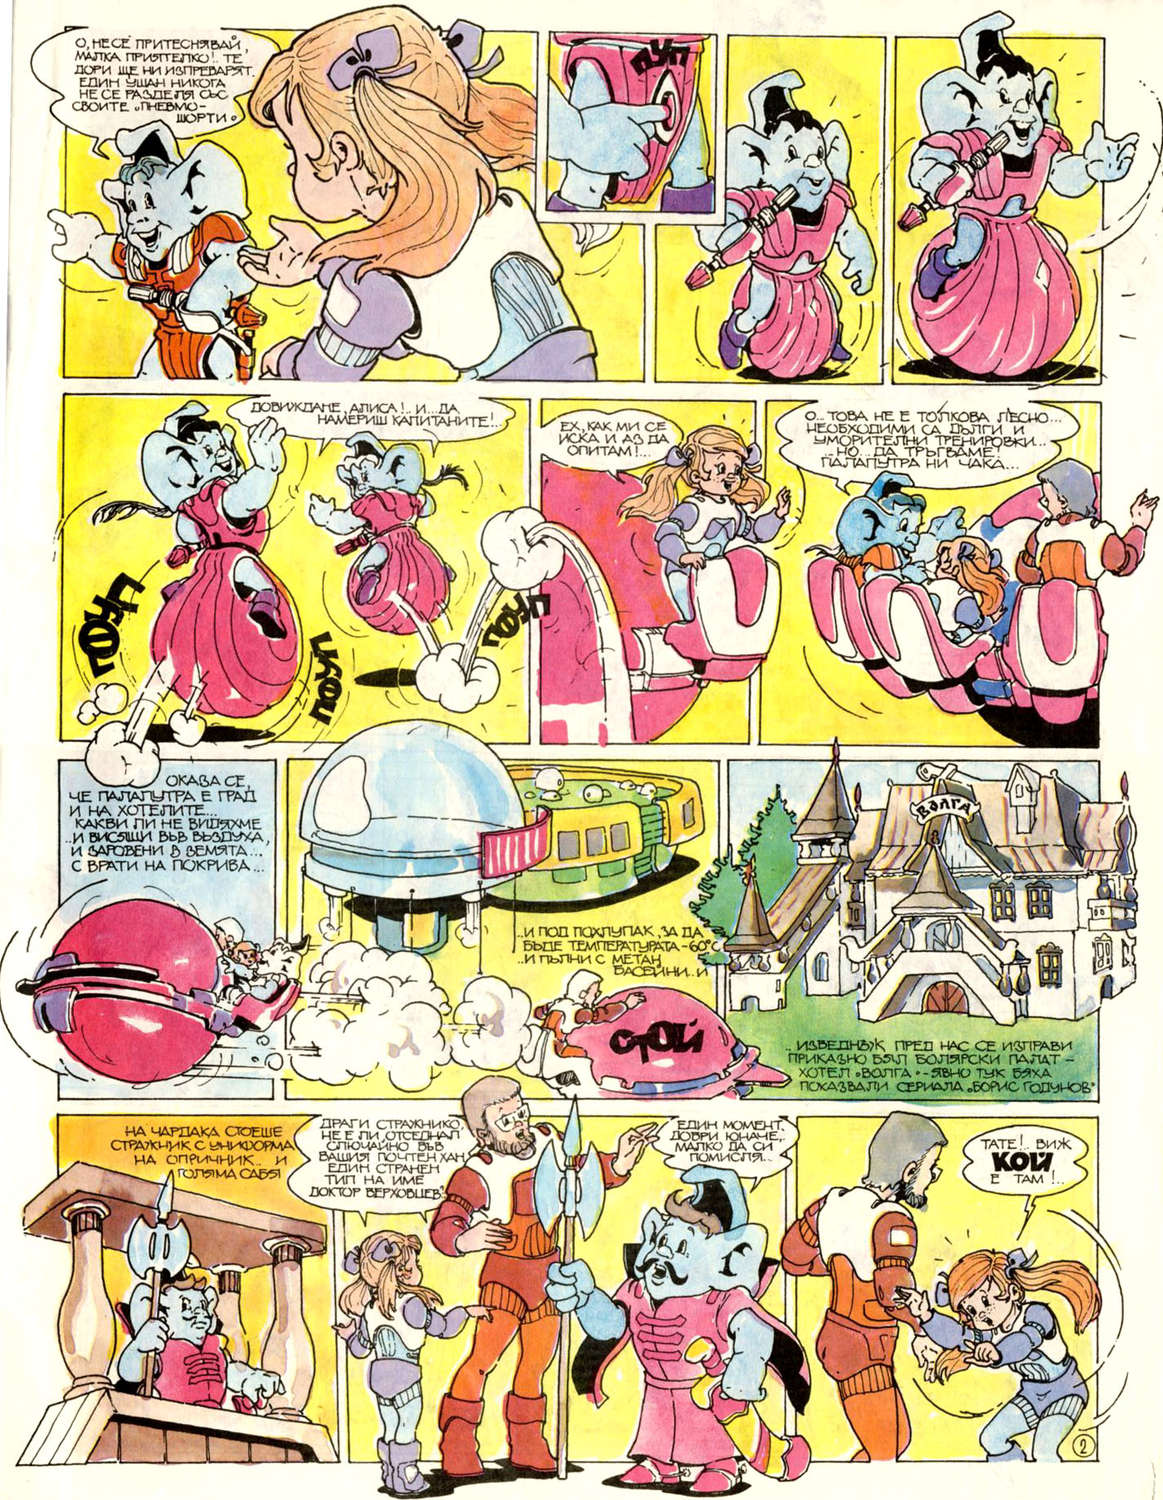 О, НЕ СЕ ПРИТЕСНЯВАЙ,
МАЛКА ПРИЯТЕЛКО!.. ТЕ
ДОРИ ЩЕ НИ ИЗПРЕВАРЯТ.
ЕДИН УШАН НИКОГА
НЕ СЕ РАЗДЕЛЯ СЪС
СВОИТЕ „ПНЕВМО-
ШОРТИ“
ПУП
ДОВИЖДАНЕ, АЛИСА!.. И... ДА
НАМЕРИШ КАПИТАНИТЕ!..
ЦУОП
ЦУОП
ЕХ, КАК МИ СЕ
ИСКА И АЗ ДА
ОПИТАМ!...
О... ТОВА НЕ Е ТОЛКОВА ЛЕСНО...
НЕОБХОДИМИ СА ДЪЛГИ И
УМОРИТЕЛНИ ТРЕНИРОВКИ...
...НО... ДА ТРЪГВАМЕ!
ПАЛАПУТРА НИ ЧАКА...
ОКАЗА СЕ,
ЧЕ ПАЛАПУТРА Е ГРАД
И НА ХОТЕЛИТЕ...
КАКВИ ЛИ НЕ ВИДЯХМЕ
..И ВИСЯЩИ ВЪВ ВЪЗДУХА,
И ЗАРОВЕНИ В ЗЕМЯТА...
С ВРАТИ НА ПОКРИВА...
..И ПОД ПОХЛУПАК, ЗА ДА
БЪДЕ ТЕМПЕРАТУРАТА -60°С
..И ПЪЛНИ С МЕТАН
БАСЕЙНИ.. И
СТОЙ
ВОЛГА
.. ИЗВЕДНЪЖ ПРЕД НАС СЕ ИЗПРАВИ
ПРИКАЗНО БЯЛ БОЛЯРСКИ ПАЛАТ -
ХОТЕЛ „ВОЛГА“ - ЯВНО ТУК БЯХА
ПОКАЗВАЛИ СЕРИАЛА „БОРИС ГОДУНОВ“
НА ЧАРДАКА СТОЕШЕ
СТРАЖНИК С УНИФОРМА
НА ОПРИЧНИК.. И
ГОЛЯМА САБЯ
ДРАГИ СТРАЖНИКО,
НЕ Е ЛИ ОТСЕДНАЛ
СЛУЧАЙНО ВЪВ
ВАШИЯ ПОЧТЕН ХАН,
ЕДИН СТРАНЕН
ТИП НА ИМЕ
ДОКТОР ВЕРХОВЦЕВ?
ЕДИН МОМЕНТ,
ДОБРИ ЮНАЧЕ,
МАЛКО ДА СИ
ПОМИСЛЯ...
ТАТЕ!.. ВИЖ
КОЙ
Е ТАМ!..
2